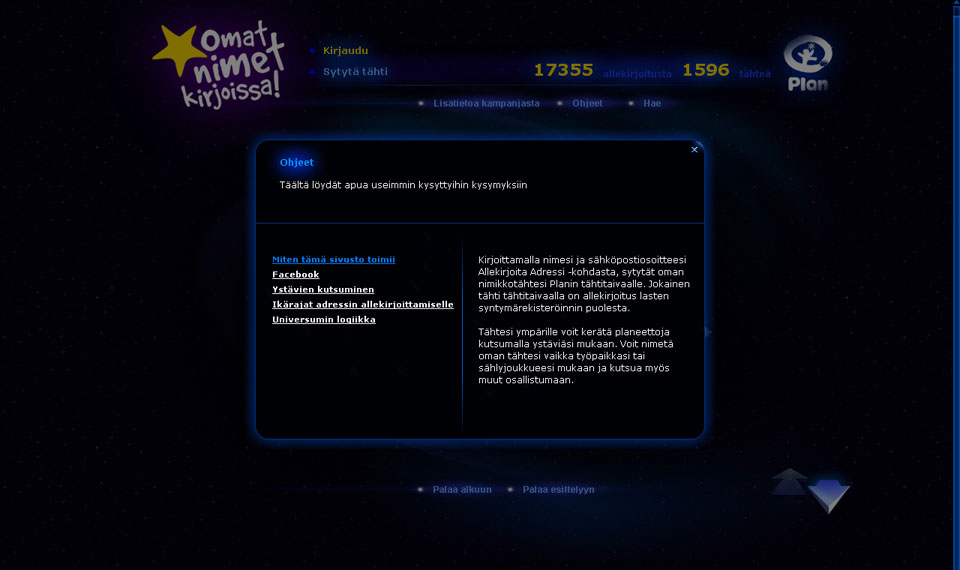 Omat
nimet
kirjoissa!
Kirjaudu
Sytytä tähti
17355 allekirjoitusta 1596 tähteä
Plan
Lisätietoa kampanjasta Ohjeet Hae
Ohjeet
Täältä löydät apua useimmin kysyttyihin kysymyksiin
Miten tämä sivusto toimii
Facebook
Ystävien kutsuminen
Ikärajat adressin allekirjoittamiselle
Universumin logiikka
Kirjoittamalla nimesi ja sähköpostiosoitteesi
Allekirjoita Adressi -kohdasta, sytytät oman
nimikkotähtesi Planin tähtitaivaalle. Jokainen
tähti tähtitaivaalla on allekirjoitus lasten
syntymärekisteröinnin puolesta.
Tähtesi ympärille voit kerätä planeettoja
kutsumalla ystäviäsi mukaan. Voit nimetä
oman tähtesi vaikka työpaikkasi tai
sählyjoukkueesi mukaan ja kutsua myös
muut osallistumaan.
Palaa alkuun Palaa esittelyyn